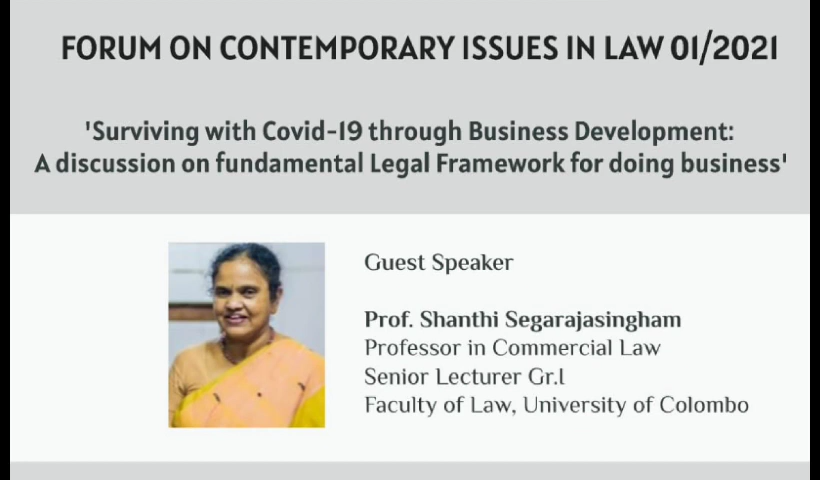 FORUM ON CONTEMPORARY ISSUES IN LAW 01/2021
'Surviving with Covid-19 through Business Development:
A discussion on fundamental Legal Framework for doing business'
Guest Speaker
Prof. Shanthi Segarajasingham
Professor in Commercial Law
Senior Lecturer Gr.l
Faculty of Law, University of Colombo